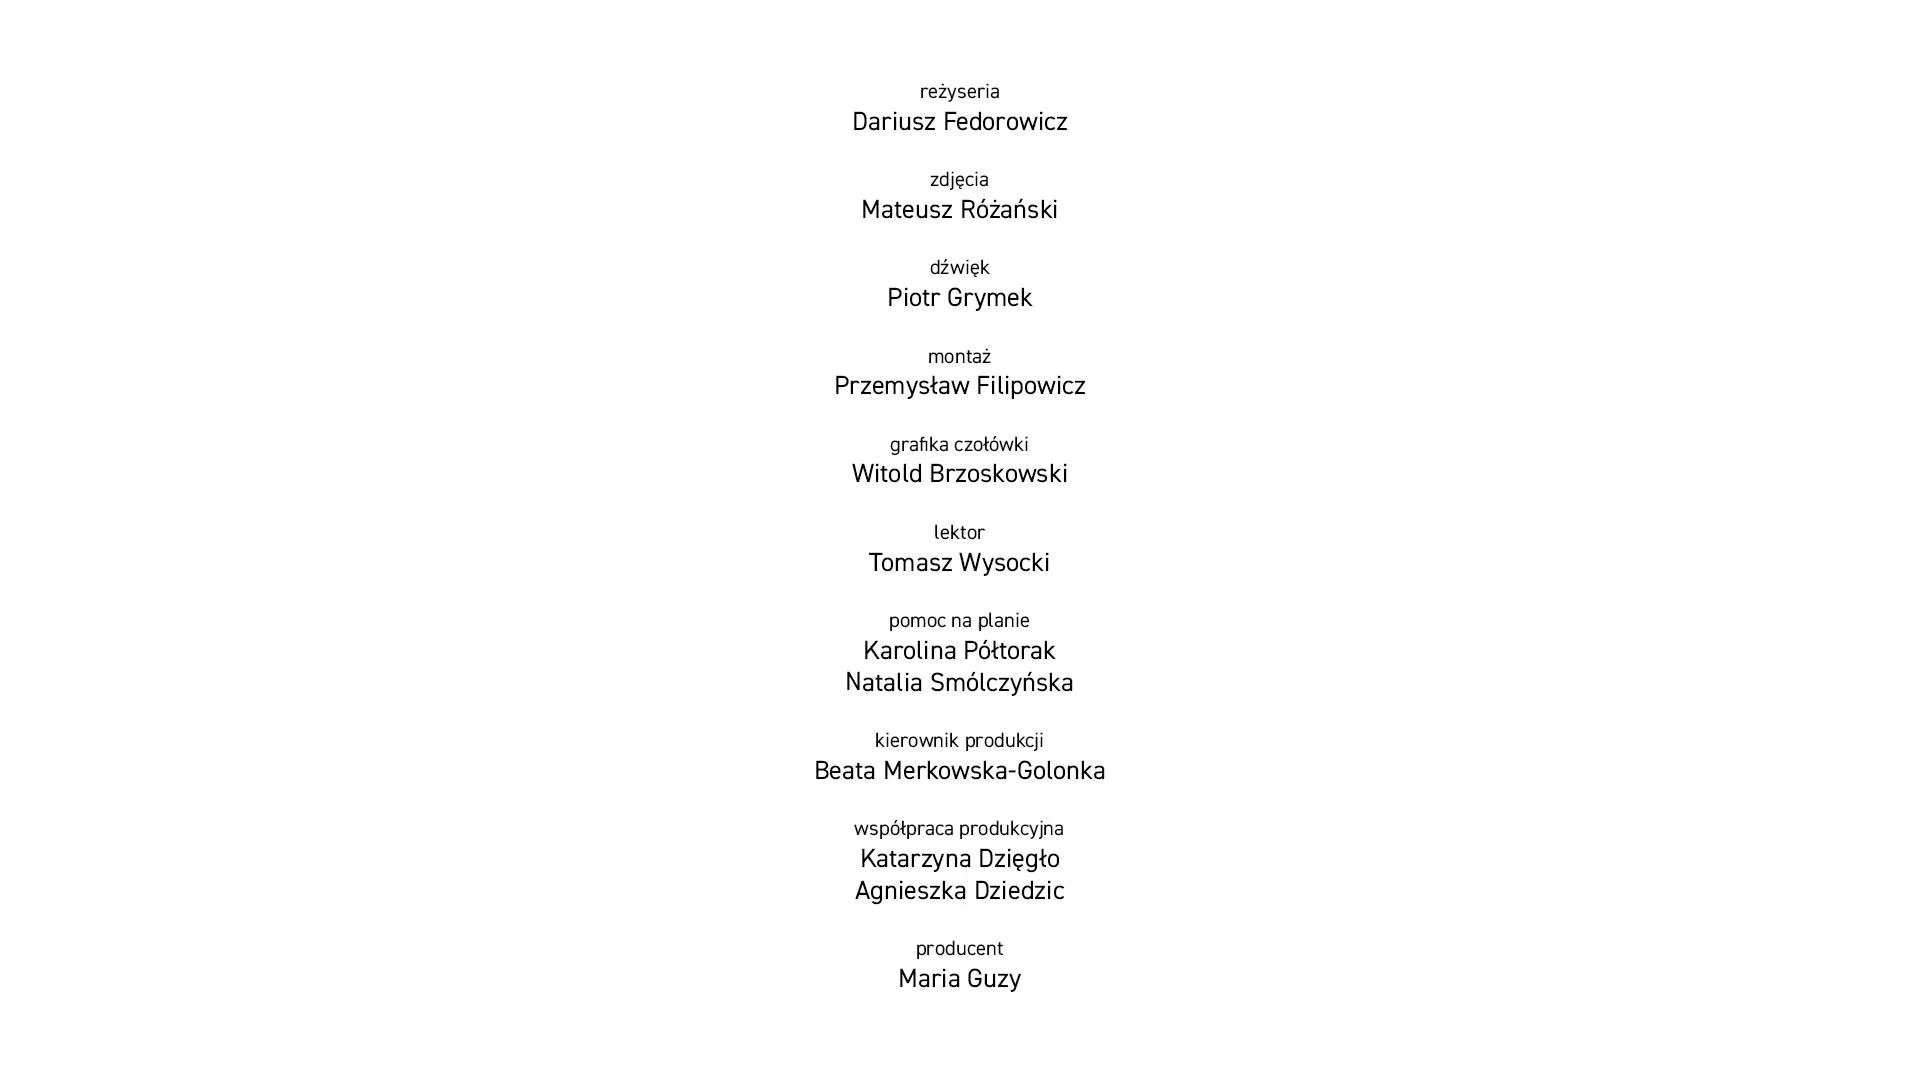 reżyseria
Dariusz Fedorowicz
zdjęcia
Mateusz Różański
dźwięk
Piotr Grymek
montaż
Przemysław Filipowicz
grafika czołówki
Witold Brzoskowski
lektor
Tomasz Wysocki
pomoc na planie
Karolina Półtorak
Natalia Smólczyńska
kierownik produkcji
Beata Merkowska-Golonka
współpraca produkcyjna
Katarzyna Dzięgło
Agnieszka Dziedzic
producent
Maria Guzy